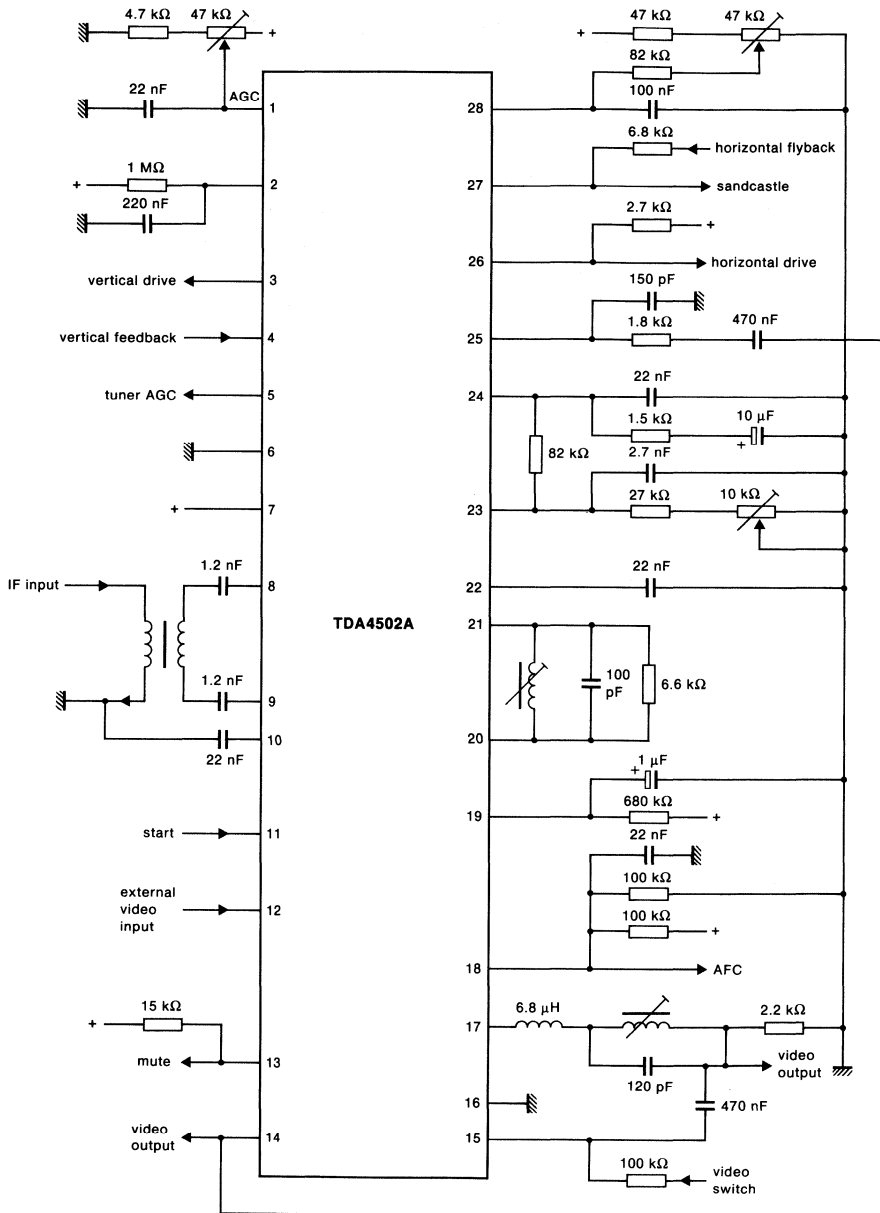 4.7 kΩ 47 kΩ
+
22 nF
AGC
1
1 MΩ
+
2
220 nF
vertical drive
3
vertical feedback
4
tuner AGC
5
6
+
7
1.2 nF
IF input
8
1.2 nF
9
10
22 nF
start
11
external
video
input
12
15 kΩ
+
mute
13
video
output
14
TDA4502A
47 kΩ 47 kΩ
+
82 kΩ
100 nF
28
6.8 kΩ
horizontal flyback
27
sandcastle
2.7 kΩ
+
26
horizontal drive
150 pF
1.8 kΩ 470 nF
25
22 nF
24
1.5 kΩ 10 µF
+
82 kΩ
2.7 nF
27 kΩ 10 kΩ
23
22 nF
22
21
100
pF
6.6 kΩ
20
1 µF
+
680 kΩ
19
+
22 nF
100 kΩ
100 kΩ
+
18
AFC
6.8 µH 2.2 kΩ
17
video
output
120 pF
16
470 nF
15
100 kΩ
video
switch